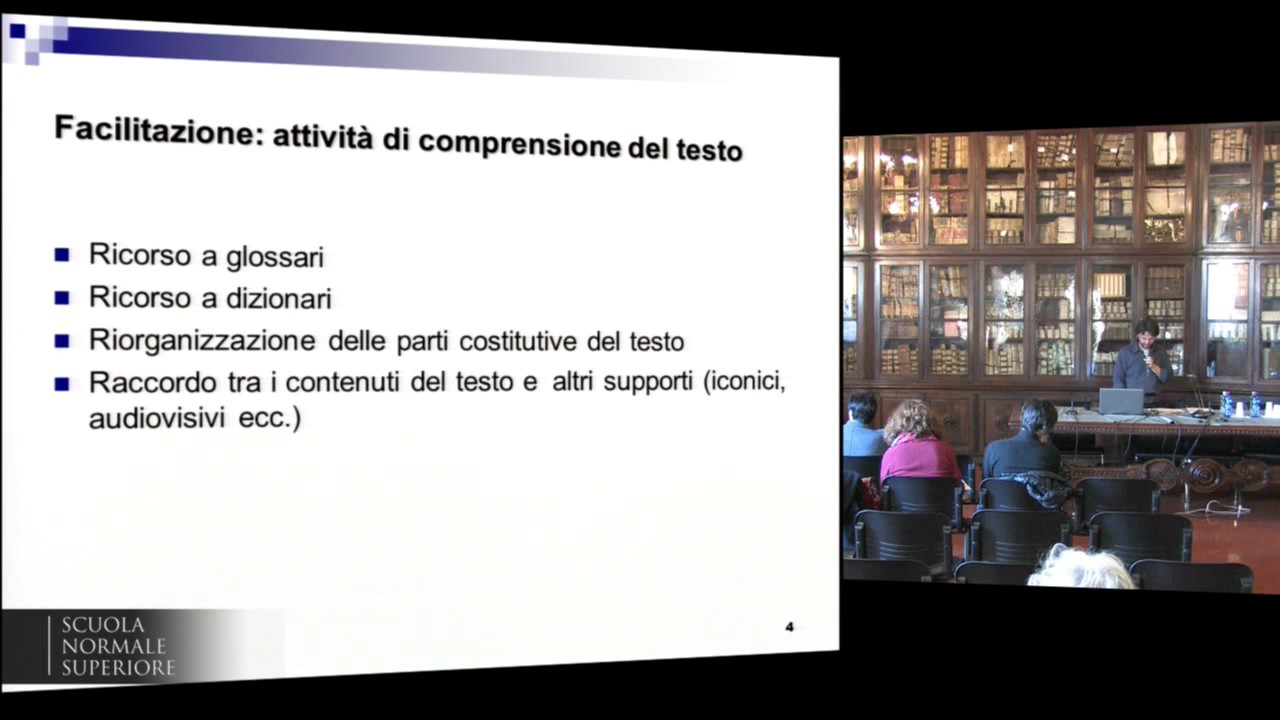 Facilitazione: attività di comprensione del testo
Ricorso a glossari
Ricorso a dizionari
Riorganizzazione delle parti costitutive del testo
Raccordo tra i contenuti del testo e altri supporti (iconici,
audiovisivi ecc.)
SCUOLA
NORMALE
SUPERIORE
4